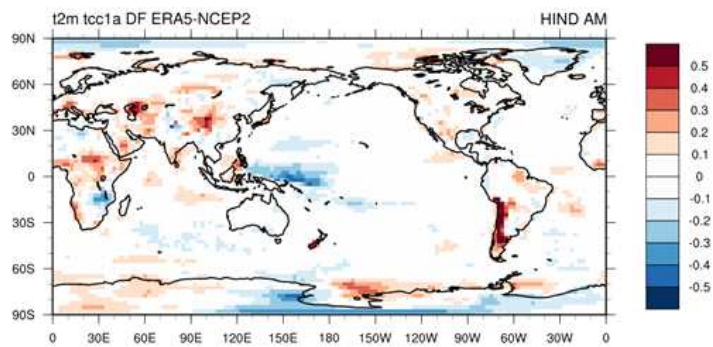 t2m tcc1a DF ERA5-NCEP2 HIND AM
90N
60N
30N
0
30S
60S
90S
0 30E 60E 90E 120E 150E 180 150W 120W 90W 60W 30W 0
0.5
0.4
0.3
0.2
0.1
0
-0.1
-0.2
-0.3
-0.4
-0.5